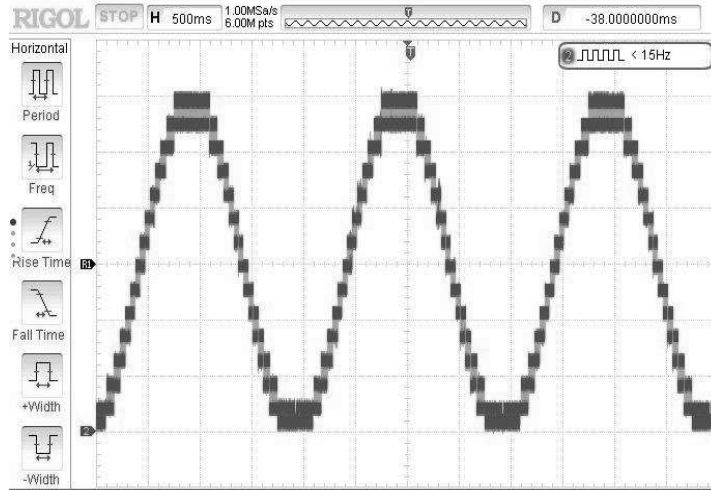 RIGOL STOP H 500ms 1.00MSa/s 6.00M pts D -38.0000000ms
Horizontal
2 < 15Hz
Period
Freq
Rise Time
R1
Fall Time
+Width
2
-Width